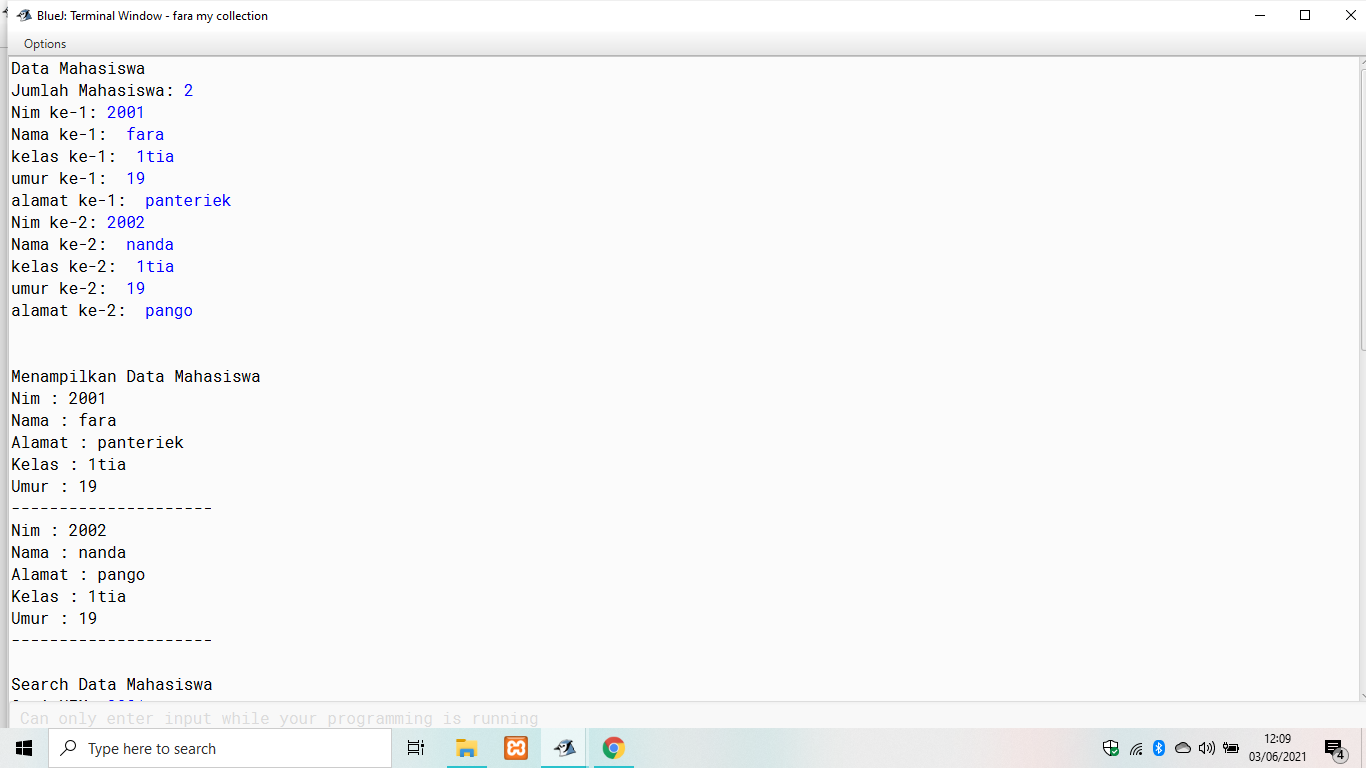 BlueJ: Terminal Window - fara my collection
Options
Data Mahasiswa
Jumlah Mahasiswa: 2
Nim ke-1: 2001
Nama ke-1:  fara
kelas ke-1:  1tia
umur ke-1:  19
alamat ke-1:  panteriek
Nim ke-2: 2002
Nama ke-2:  nanda
kelas ke-2:  1tia
umur ke-2:  19
alamat ke-2:  pango
Menampilkan Data Mahasiswa
Nim : 2001
Nama : fara
Alamat : panteriek
Kelas : 1tia
Umur : 19
---------------------
Nim : 2002
Nama : nanda
Alamat : pango
Kelas : 1tia
Umur : 19
---------------------
Search Data Mahasiswa
Can only enter input while your programming is running
Type here to search
12:09
03/06/2021
4